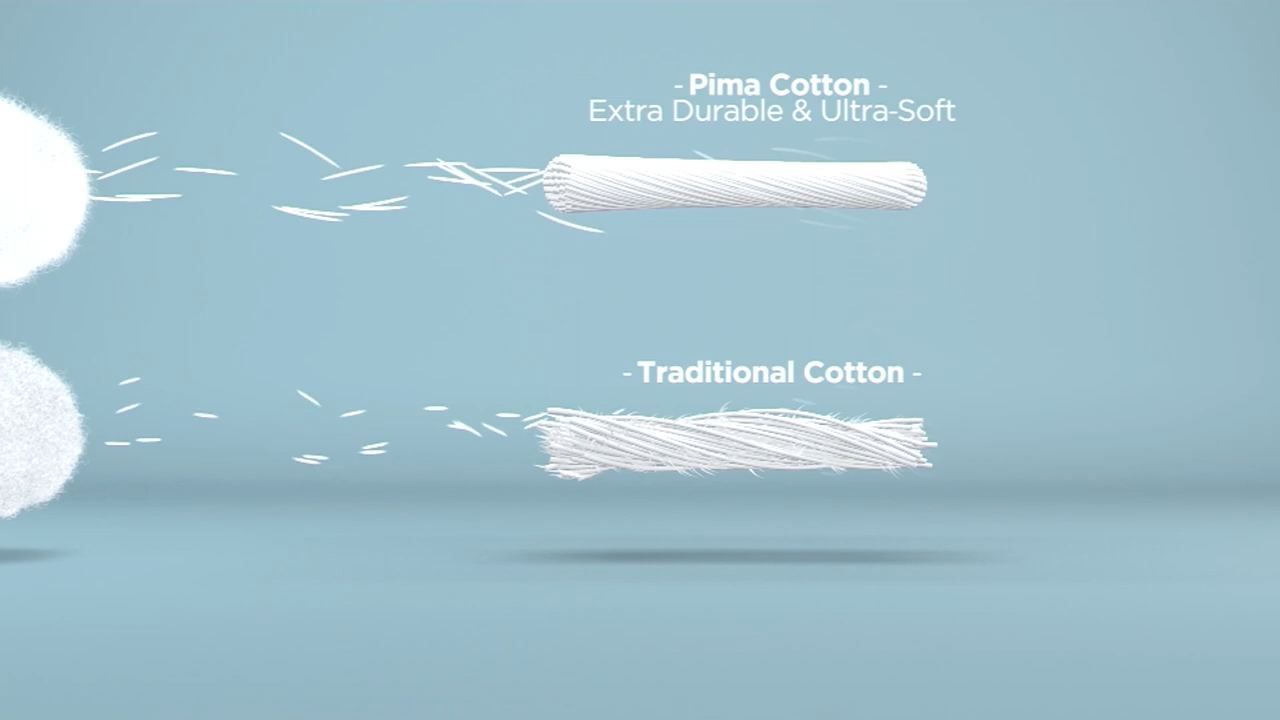 - Pima Cotton -
Extra Durable & Ultra-Soft
- Traditional Cotton -